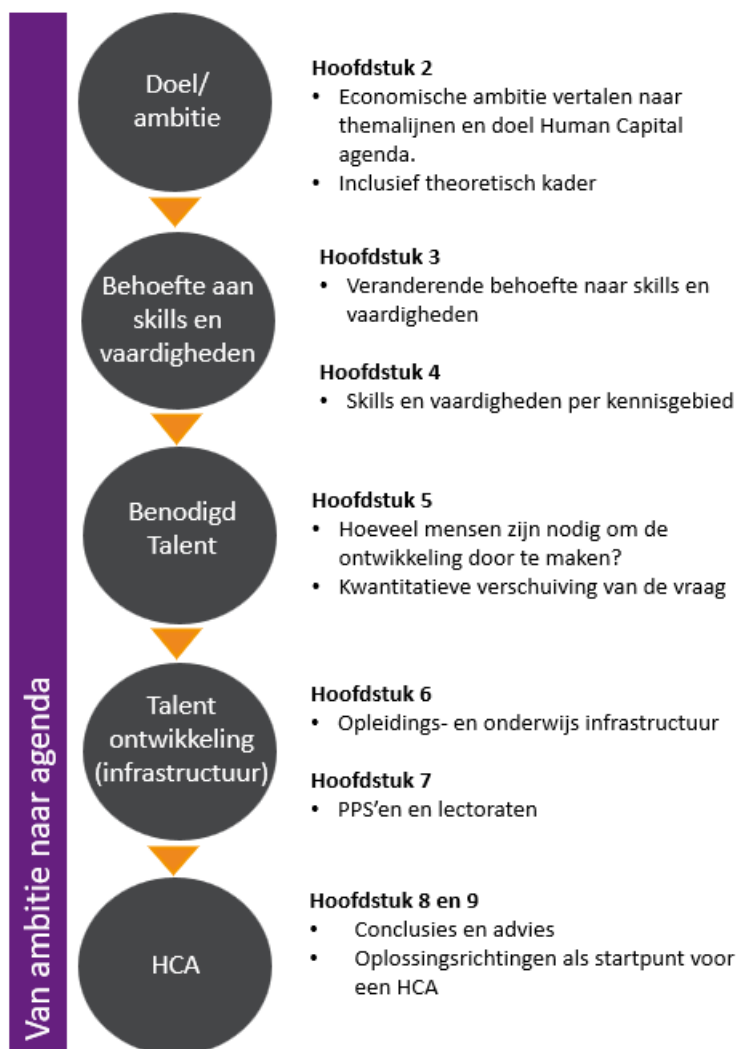 Van ambitie naar agenda
Doel/
ambitie
Hoofdstuk 2
• Economische ambitie vertalen naar
themalijnen en doel Human Capital
agenda.
• Inclusief theoretisch kader
Behoefte aan
skills en
vaardigheden
Hoofdstuk 3
• Veranderende behoefte naar skills en
vaardigheden
Hoofdstuk 4
• Skills en vaardigheden per kennisgebied
Benodigd
Talent
Hoofdstuk 5
• Hoeveel mensen zijn nodig om de
ontwikkeling door te maken?
• Kwantitatieve verschuiving van de vraag
Talent
ontwikkeling
(infrastructuur)
Hoofdstuk 6
• Opleidings- en onderwijs infrastructuur
Hoofdstuk 7
• PPS'en en lectoraten
HCA
Hoofdstuk 8 en 9
• Conclusies en advies
• Oplossingsrichtingen als startpunt voor
een HCA